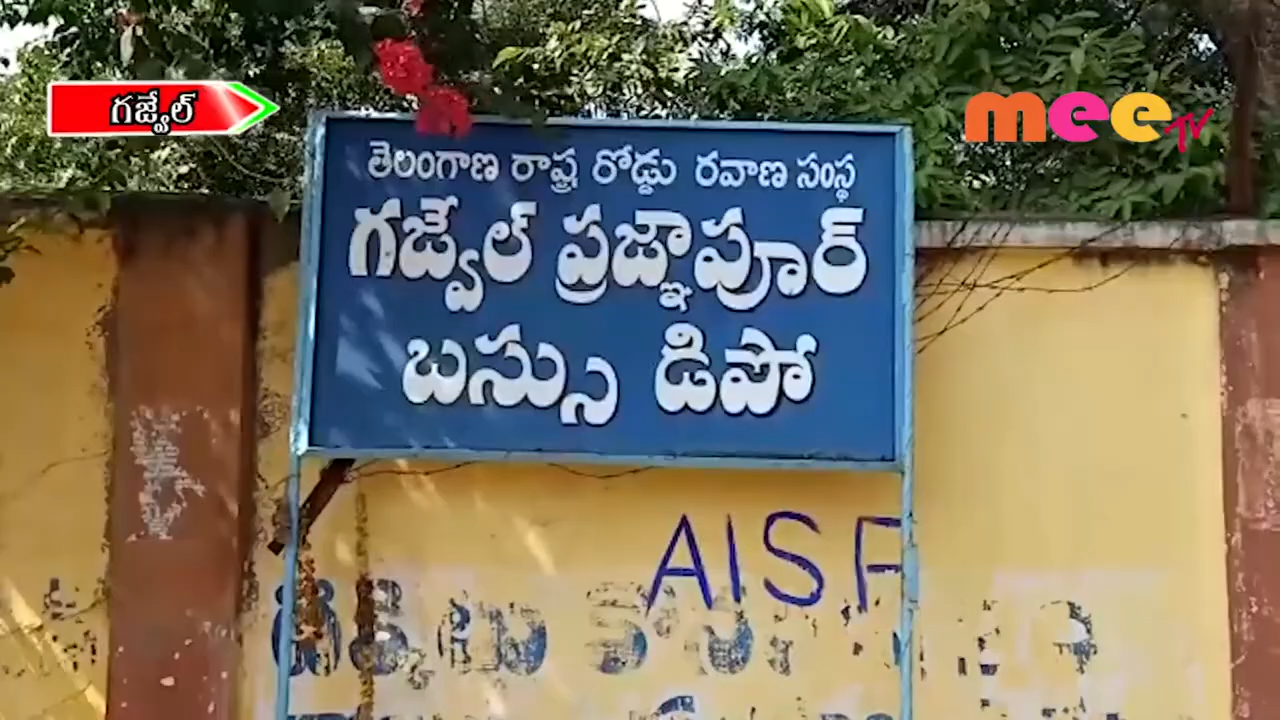 గజ్వేల్
mee TV
తెలంగాణ రాష్ట్ర రోడ్డు రవాణ సంస్థ
గజ్వేల్ ప్రజ్ఞాపూర్
బస్సు డిపో
AISF